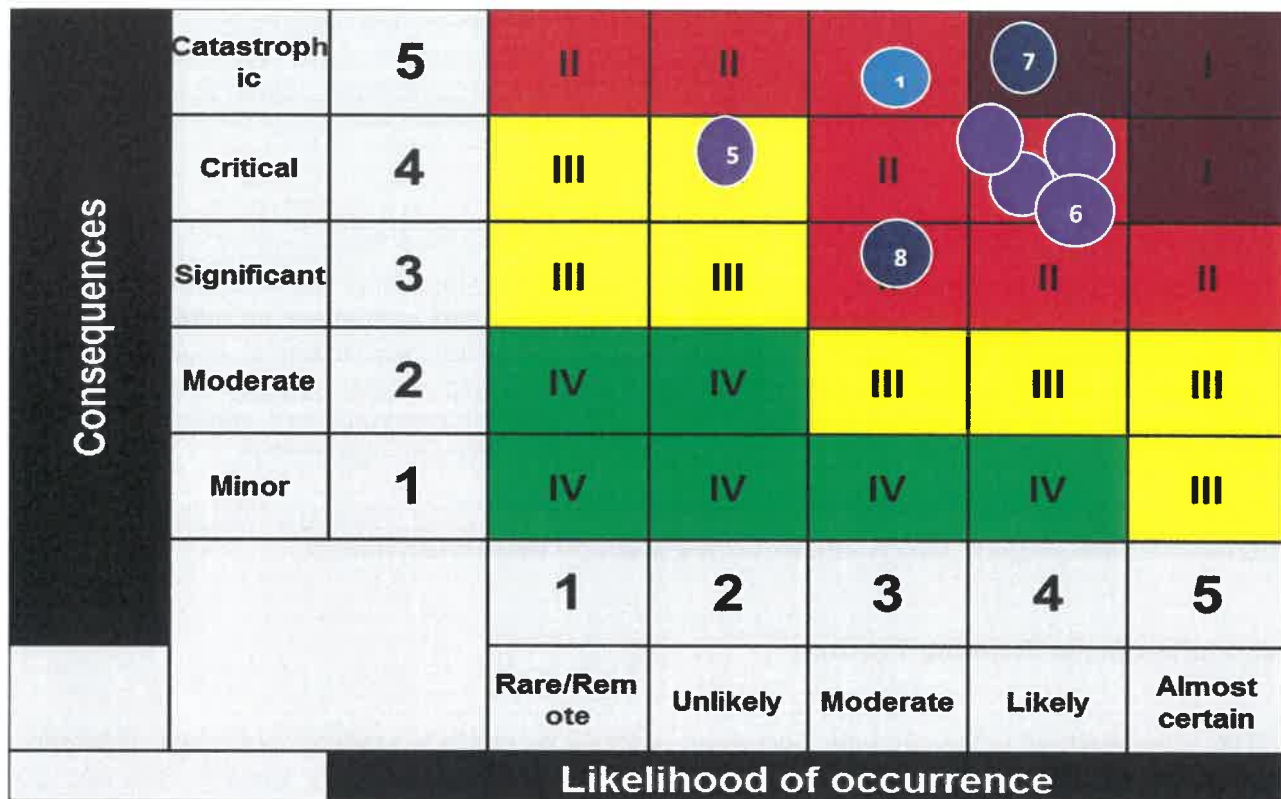 Consequences
Catastroph
ic
5
II
II
1
7
I
Critical
4
III
5
II
6
I
Significant
3
III
III
8
II
II
Moderate
2
IV
IV
III
III
III
Minor
1
IV
IV
IV
IV
III
1
2
3
4
5
Rare/Rem
ote
Unlikely
Moderate
Likely
Almost
certain
Likelihood of occurrence